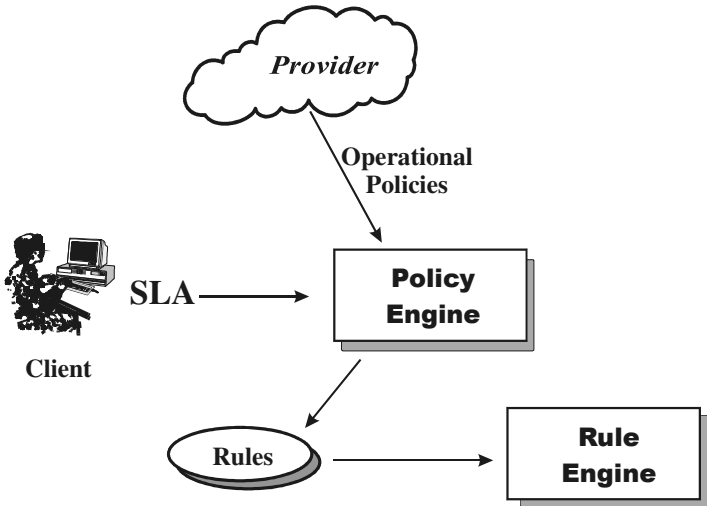 Provider
Operational
Policies
Policy
Engine
SLA
Client
Rules
Rule
Engine